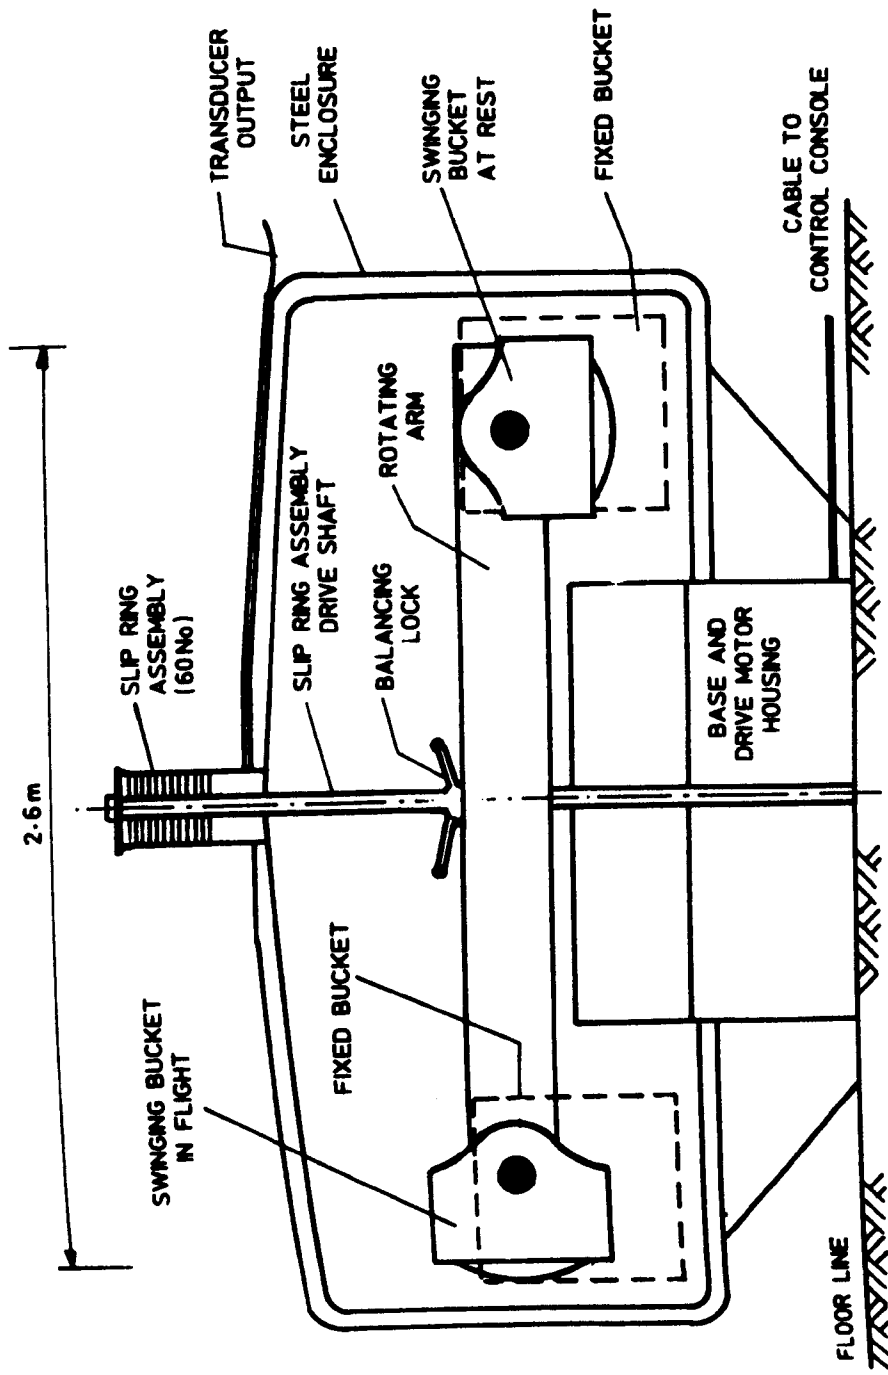 2·6m
SLIP RING
ASSEMBLY
(60No)
TRANSDUCER
OUTPUT
STEEL
ENCLOSURE
SWINGING BUCKET
IN FLIGHT
FIXED BUCKET
SLIP RING ASSEMBLY
DRIVE SHAFT
BALANCING
LOCK
ROTATING
ARM
SWINGING
BUCKET
AT REST
FIXED BUCKET
BASE AND
DRIVE MOTOR
HOUSING
CABLE TO
CONTROL CONSOLE
FLOOR LINE